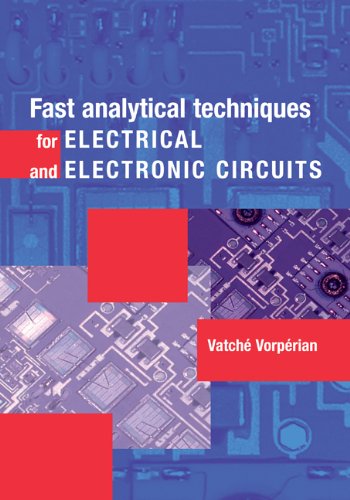 Fast analytical techniques
for ELECTRICAL
and ELECTRONIC CIRCUITS
Vatché Vorpérian